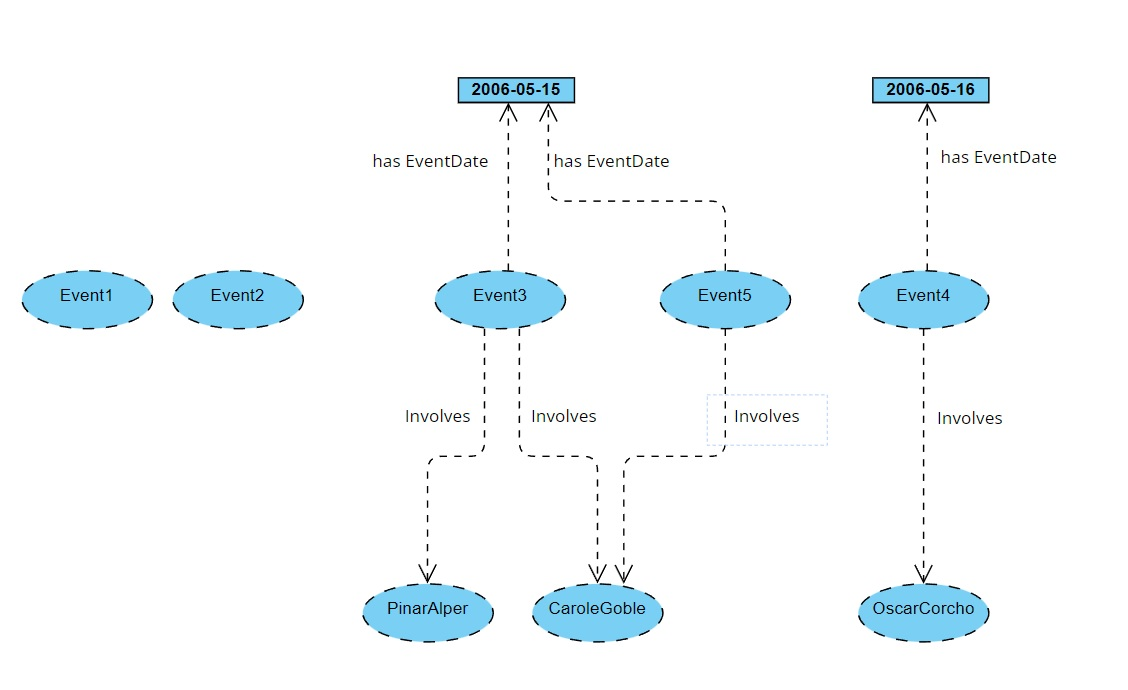 2006-05-15
2006-05-16
has EventDate
has EventDate
has EventDate
Event1
Event2
Event3
Event5
Event4
Involves
Involves
Involves
Involves
PinarAlper
CaroleGoble
OscarCorcho